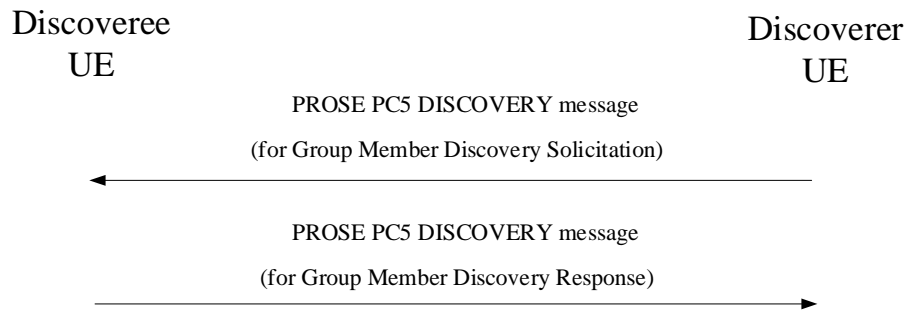 Discoveree
UE
Discoverer
UE
PROSE PC5 DISCOVERY message
(for Group Member Discovery Solicitation)
PROSE PC5 DISCOVERY message
(for Group Member Discovery Response)